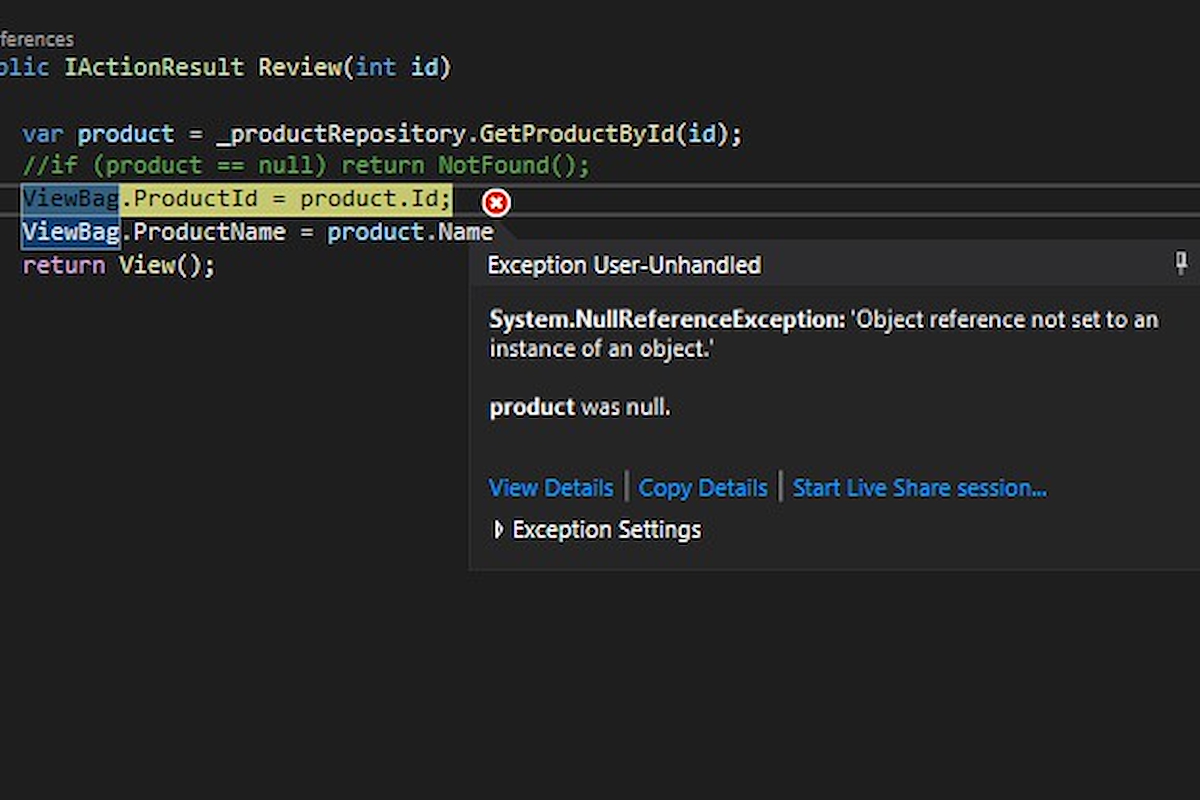 ferences
blic IActionResult Review(int id)
var product = _productRepository.GetProductById(id);
//if (product == null) return NotFound();
ViewBag.ProductId = product.Id;
ViewBag.ProductName = product.Name
return View();
Exception User-Unhandled
System.NullReferenceException: 'Object reference not set to an
instance of an object.'
product was null.
View Details | Copy Details | Start Live Share session...
Exception Settings